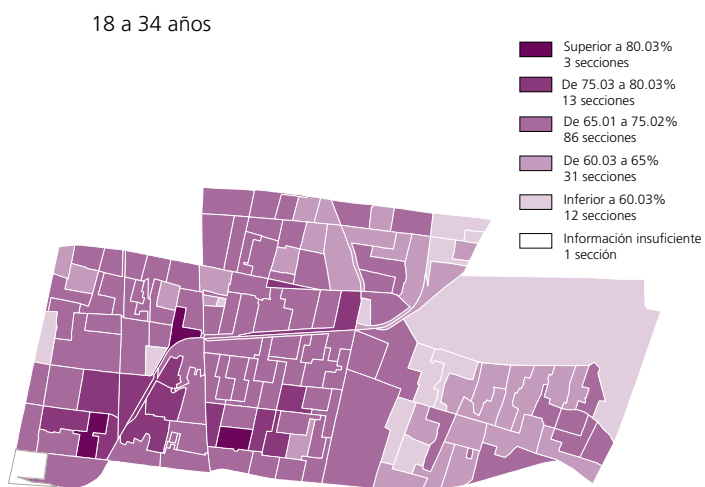 18 a 34 años
Superior a 80.03%
3 secciones
De 75.03 a 80.03%
13 secciones
De 65.01 a 75.02%
86 secciones
De 60.03 a 65%
31 secciones
Inferior a 60.03%
12 secciones
Información insuficiente
1 sección